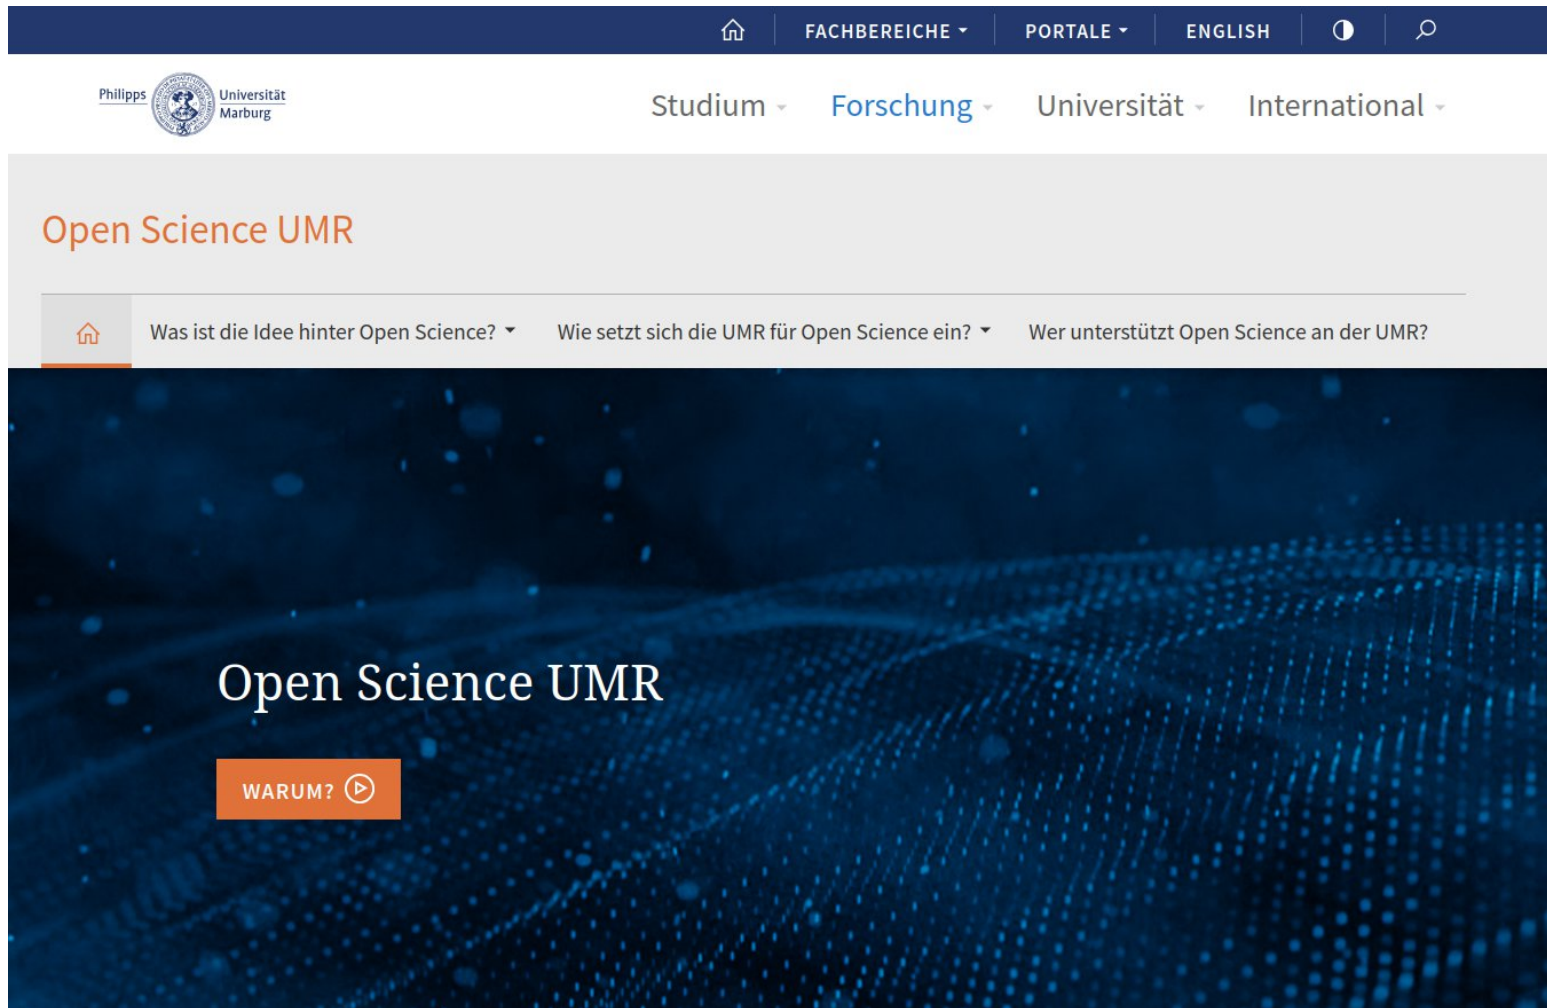 FACHBEREICHE
PORTALE
ENGLISH
Philipps
Universität
Marburg
Studium
Forschung
Universität
International
Open Science UMR
Was ist die Idee hinter Open Science?
Wie setzt sich die UMR für Open Science ein?
Wer unterstützt Open Science an der UMR?
Open Science UMR
WARUM?